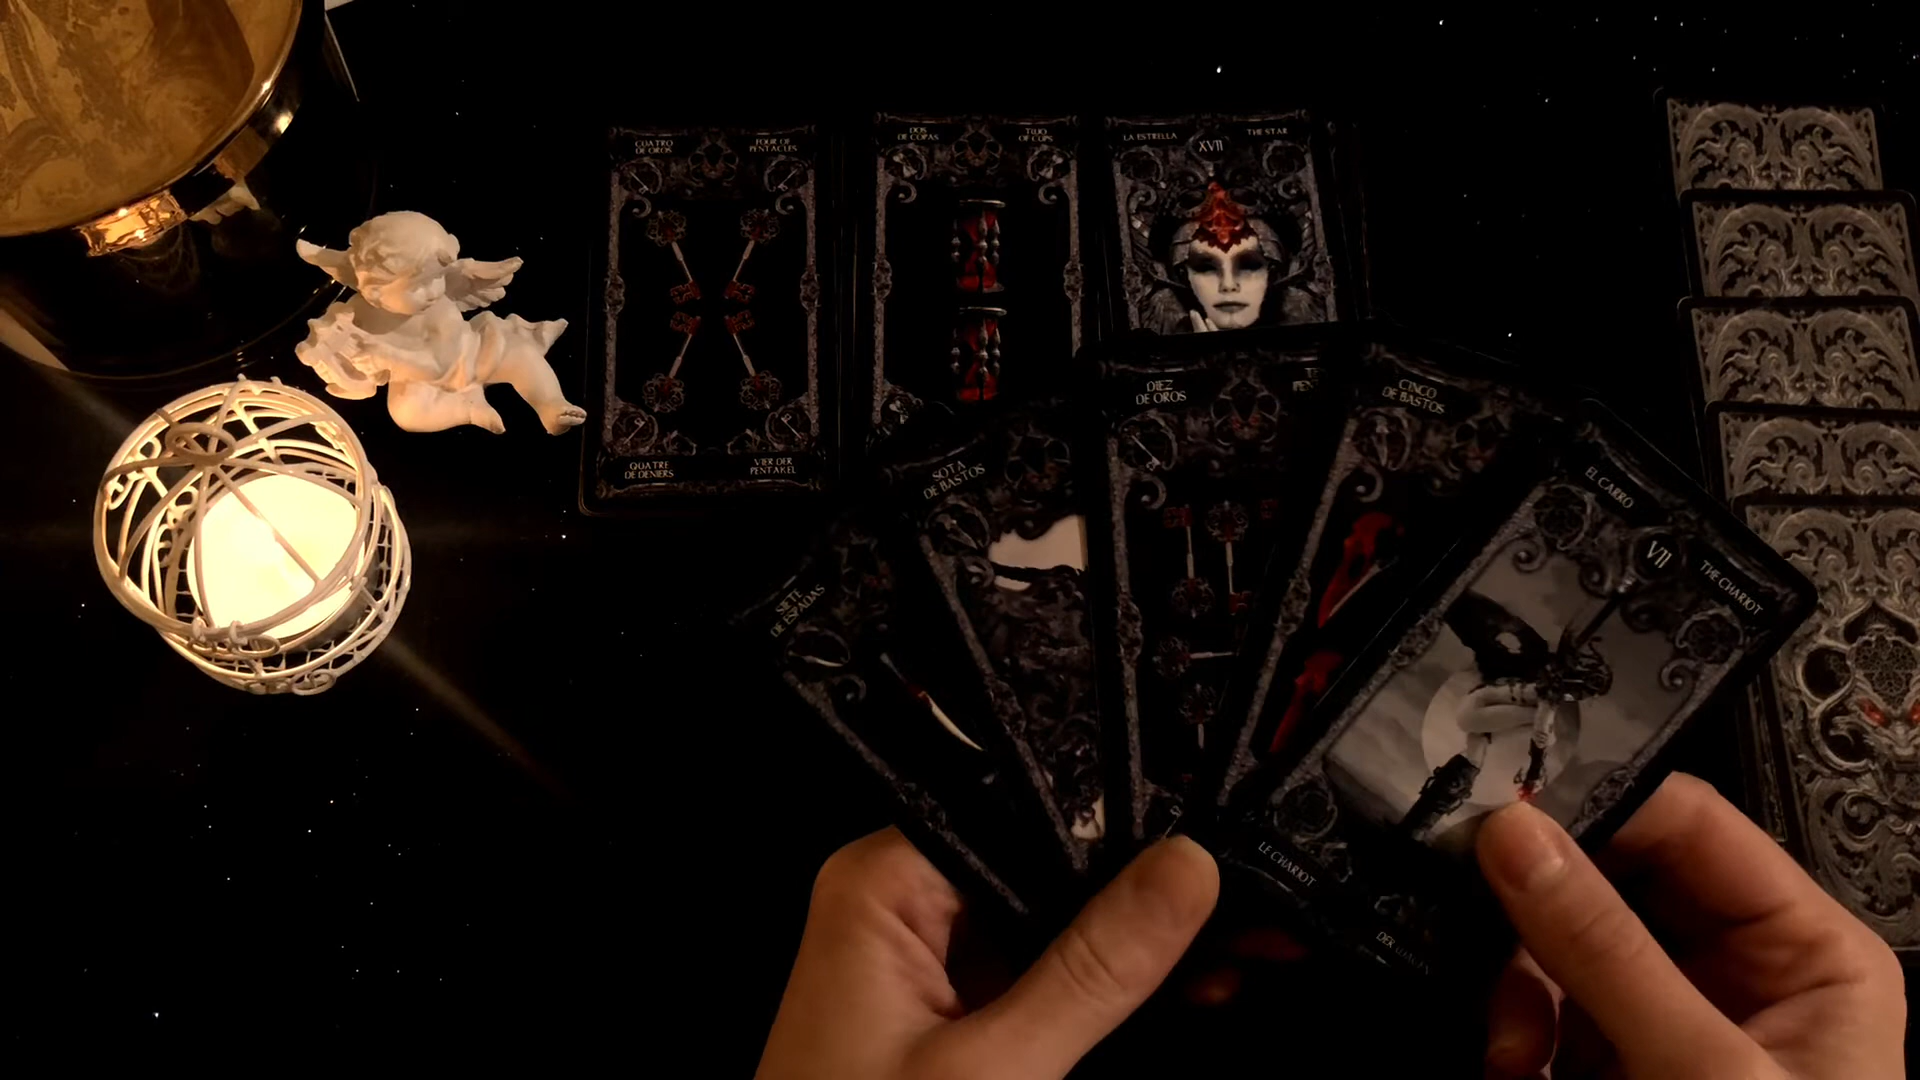 CUATRO
DE OROS
FOUR OF
PENTACLES
QUATRE
DE DENIERS
VIER DER
PENTAKEL
DOS
DE COPAS
TWO
OF CUPS
LA ESTRELLA
XVII
THE STAR
SIETE
DE ESPADAS
SOTA
DE BASTOS
DIEZ
DE OROS
CINCO
DE BASTOS
EL CARRO
VII
THE CHARIOT
LE CHARIOT
DER